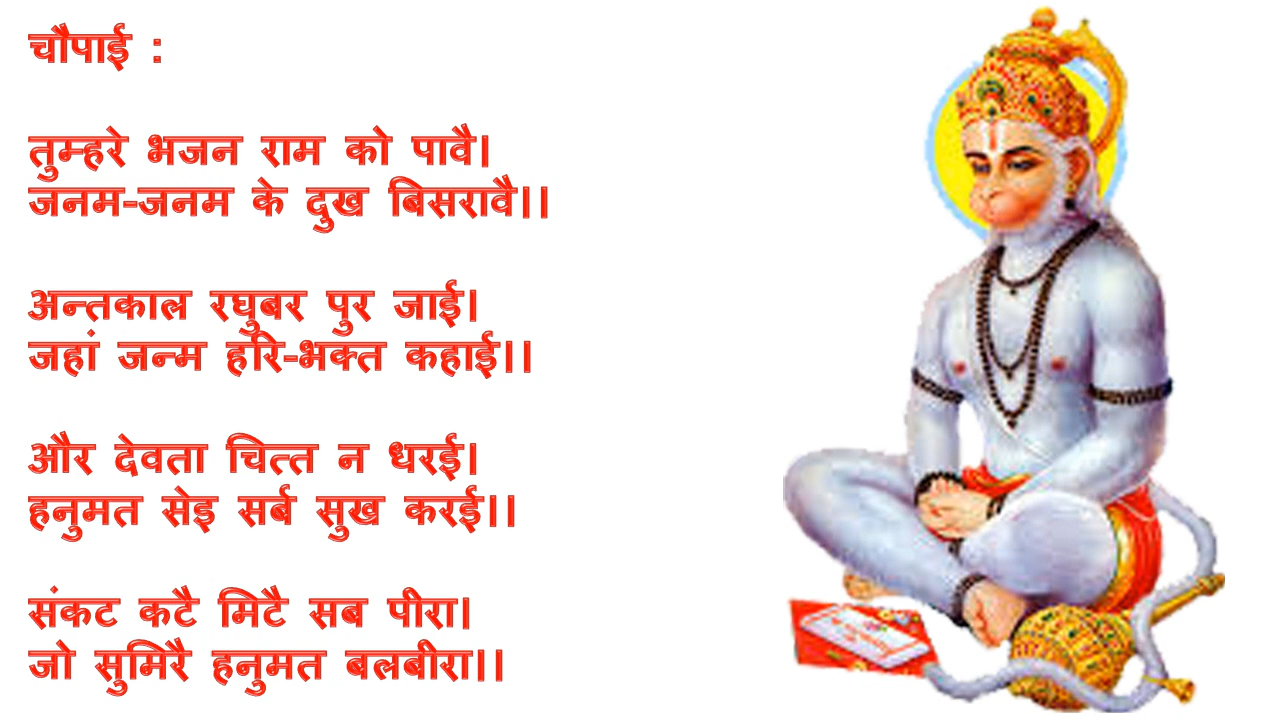 चौपाई :
तुम्हरे भजन राम को पावै।
जनम-जनम के दुख बिसरावै।।
अन्तकाल रघुबर पुर जाई।
जहां जन्म हरि-भक्त कहाई।।
और देवता चित्त न धरई।
हनुमत सेइ सर्ब सुख करई।।
संकट कटै मिटै सब पीरा।
जो सुमिरै हनुमत बलबीरा।।